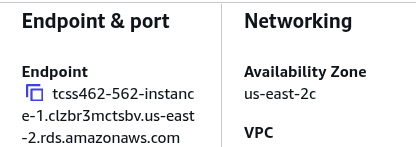 Endpoint & port
Endpoint
tcss462-562-instanc
e-1.clzbr3mctsbv.us-east
-2.rds.amazonaws.com
Networking
Availability Zone
us-east-2c
VPC